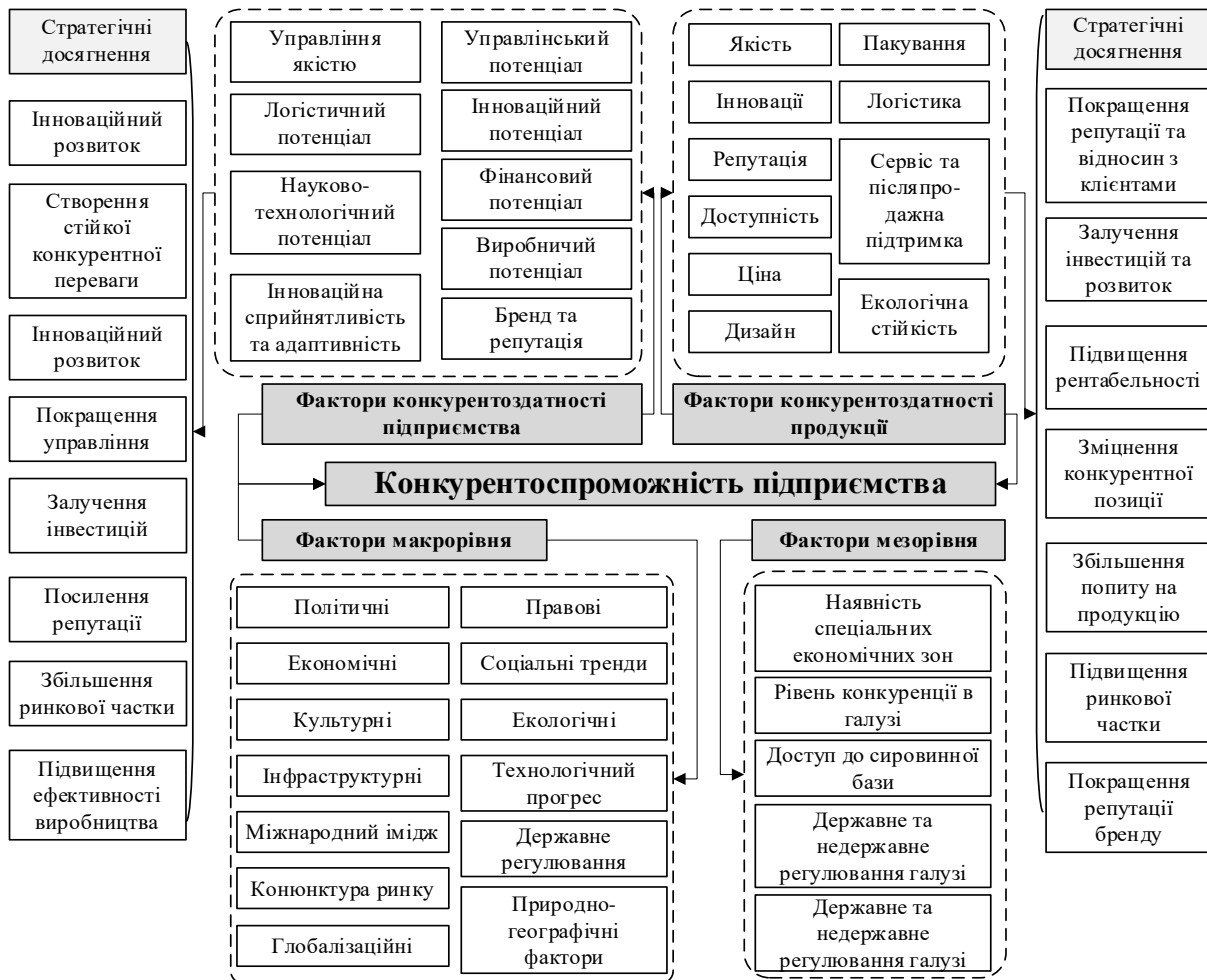 Стратегічні
досягнення
Інноваційний
розвиток
Створення
стійкої
конкурентної
переваги
Інноваційний
розвиток
Покращення
управління
Залучення
інвестицій
Посилення
репутації
Збільшення
ринкової частки
Підвищення
ефективності
виробництва
Управління
якістю
Логістичний
потенціал
Науково-
технологічний
потенціал
Інноваційна
сприйнятливість
та адаптивність
Управлінський
потенціал
Інноваційний
потенціал
Фінансовий
потенціал
Виробничий
потенціал
Бренд та
репутація
Якість
Інновації
Репутація
Доступність
Ціна
Дизайн
Пакування
Логістика
Сервіс та
післяпро-
дажна
підтримка
Екологічна
стійкість
Стратегічні
досягнення
Покращення
репутації та
відносин з
клієнтами
Залучення
інвестицій та
розвиток
Підвищення
рентабельності
Зміцнення
конкурентної
позиції
Збільшення
попиту на
продукцію
Підвищення
ринкової
частки
Покращення
репутації
бренду
Фактори конкурентоздатності
підприємства
Фактори конкурентоздатності
продукції
Конкурентоспроможність підприємства
Фактори макрорівня
Фактори мезорівня
Політичні
Економічні
Культурні
Інфраструктурні
Міжнародний імідж
Конюнктура ринку
Глобалізаційні
Правові
Соціальні тренди
Екологічні
Технологічний
прогрес
Державне
регулювання
Природно-
географічні
фактори
Наявність
спеціальних
економічних зон
Рівень конкуренції в
галузі
Доступ до сировинної
бази
Державне та
недержавне
регулювання галузі
Державне та
недержавне
регулювання галузі